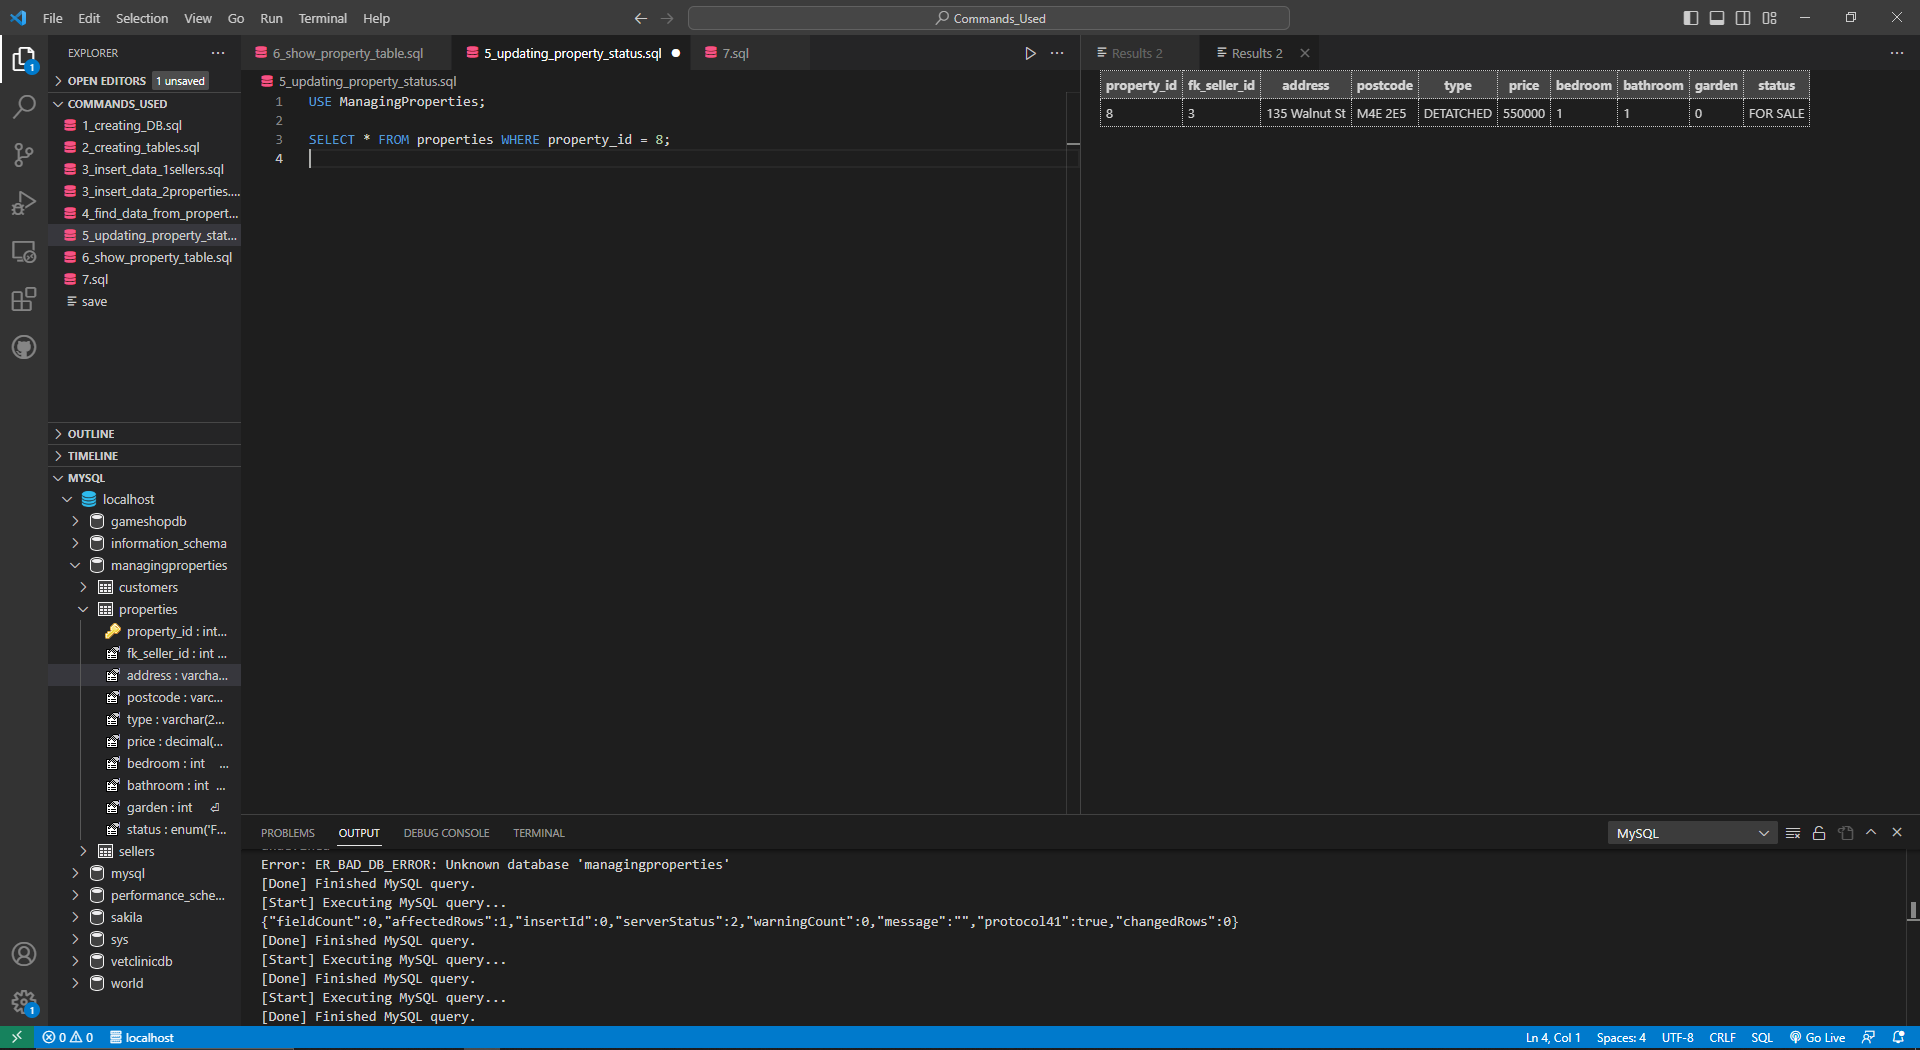 File Edit Selection View Go Run Terminal Help
Commands_Used
EXPLORER
OPEN EDITORS 1 unsaved
COMMANDS_USED
1_creating_DB.sql
2_creating_tables.sql
3_insert_data_1sellers.sql
3_insert_data_2properties....
4_find_data_from_propert...
5_updating_property_stat...
6_show_property_table.sql
7.sql
save
OUTLINE
TIMELINE
MYSQL
localhost
gameshopdb
information_schema
managingproperties
customers
properties
property_id : int...
fk_seller_id : int ...
address : varcha...
postcode : varc...
type : varchar(2...
price : decimal(...
bedroom : int ...
bathroom : int ...
garden : int
status : enum('F...
sellers
mysql
performance_sche...
sakila
sys
vetclinicdb
world
6_show_property_table.sql 5_updating_property_status.sql 7.sql
5_updating_property_status.sql
1 USE ManagingProperties;
2
3 SELECT * FROM properties WHERE property_id = 8;
4
Results 2 Results 2
property_id fk_seller_id address postcode type price bedroom bathroom garden status
8 3 135 Walnut St M4E 2E5 DETATCHED 550000 1 1 0 FOR SALE
PROBLEMS OUTPUT DEBUG CONSOLE TERMINAL
MySQL
Error: ER_BAD_DB_ERROR: Unknown database 'managingproperties'
[Done] Finished MySQL query.
[Start] Executing MySQL query...
{"fieldCount":0,"affectedRows":1,"insertId":0,"serverStatus":2,"warningCount":0,"message":"","protocol41":true,"changedRows":0}
[Done] Finished MySQL query.
[Start] Executing MySQL query...
[Done] Finished MySQL query.
[Start] Executing MySQL query...
[Done] Finished MySQL query.
1
1
0 0 localhost
Ln 4, Col 1 Spaces: 4 UTF-8 CRLF SQL Go Live